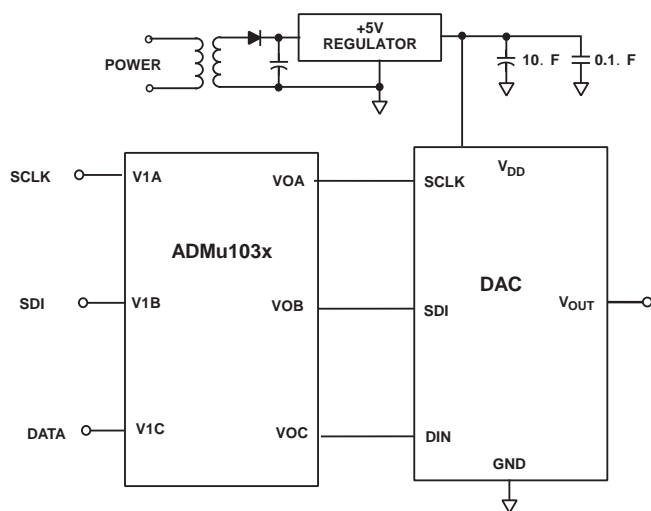 +5V
REGULATOR
POWER
10. F
0.1. F
SCLK
V1A
VOA
SCLK
VDD
ADMu103x
DAC
SDI
V1B
VOB
SDI
VOUT
DATA
V1C
VOC
DIN
GND